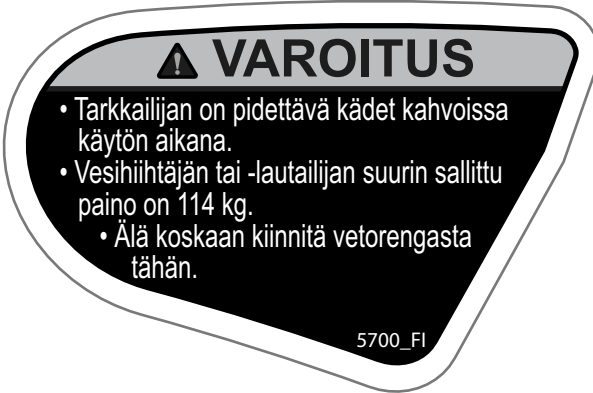 VAROITUS
• Tarkkailijan on pidettävä kädet kahvoissa
käytön aikana.
• Vesihiihtäjän tai -lautailijan suurin sallittu
paino on 114 kg.
• Älä koskaan kiinnitä vetorengasta
tähän.
5700_FI